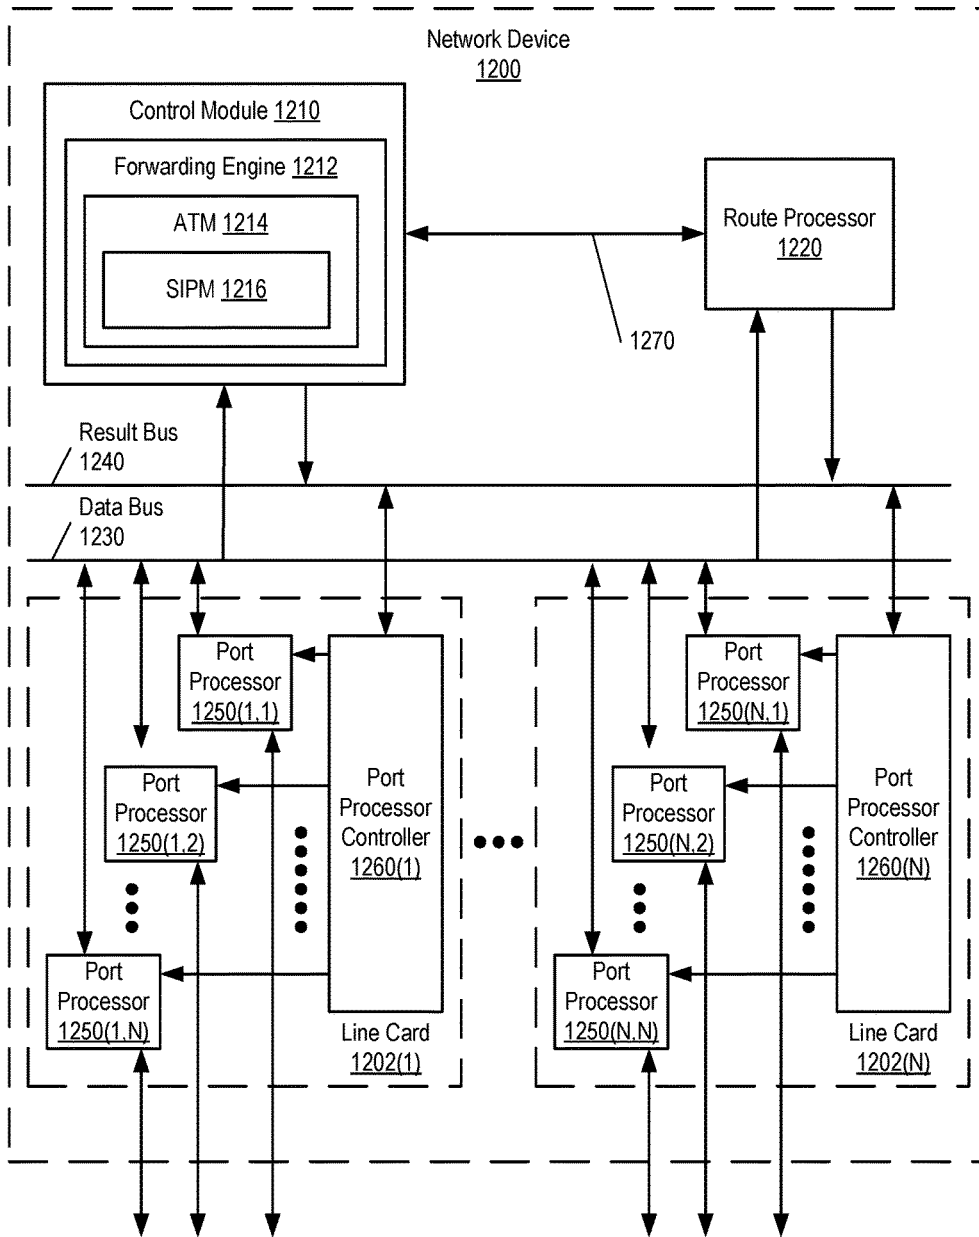 Network Device
1200
Control Module 1210
Forwarding Engine 1212
ATM 1214
SIPM 1216
Route Processor
1220
1270
Result Bus
1240
Data Bus
1230
Port
Processor
1250(1,1)
Port
Processor
1250(1,2)
Port
Processor
1250(1,N)
Port
Processor
Controller
1260(1)
Line Card
1202(1)
Port
Processor
1250(N,1)
Port
Processor
1250(N,2)
Port
Processor
1250(N,N)
Port
Processor
Controller
1260(N)
Line Card
1202(N)